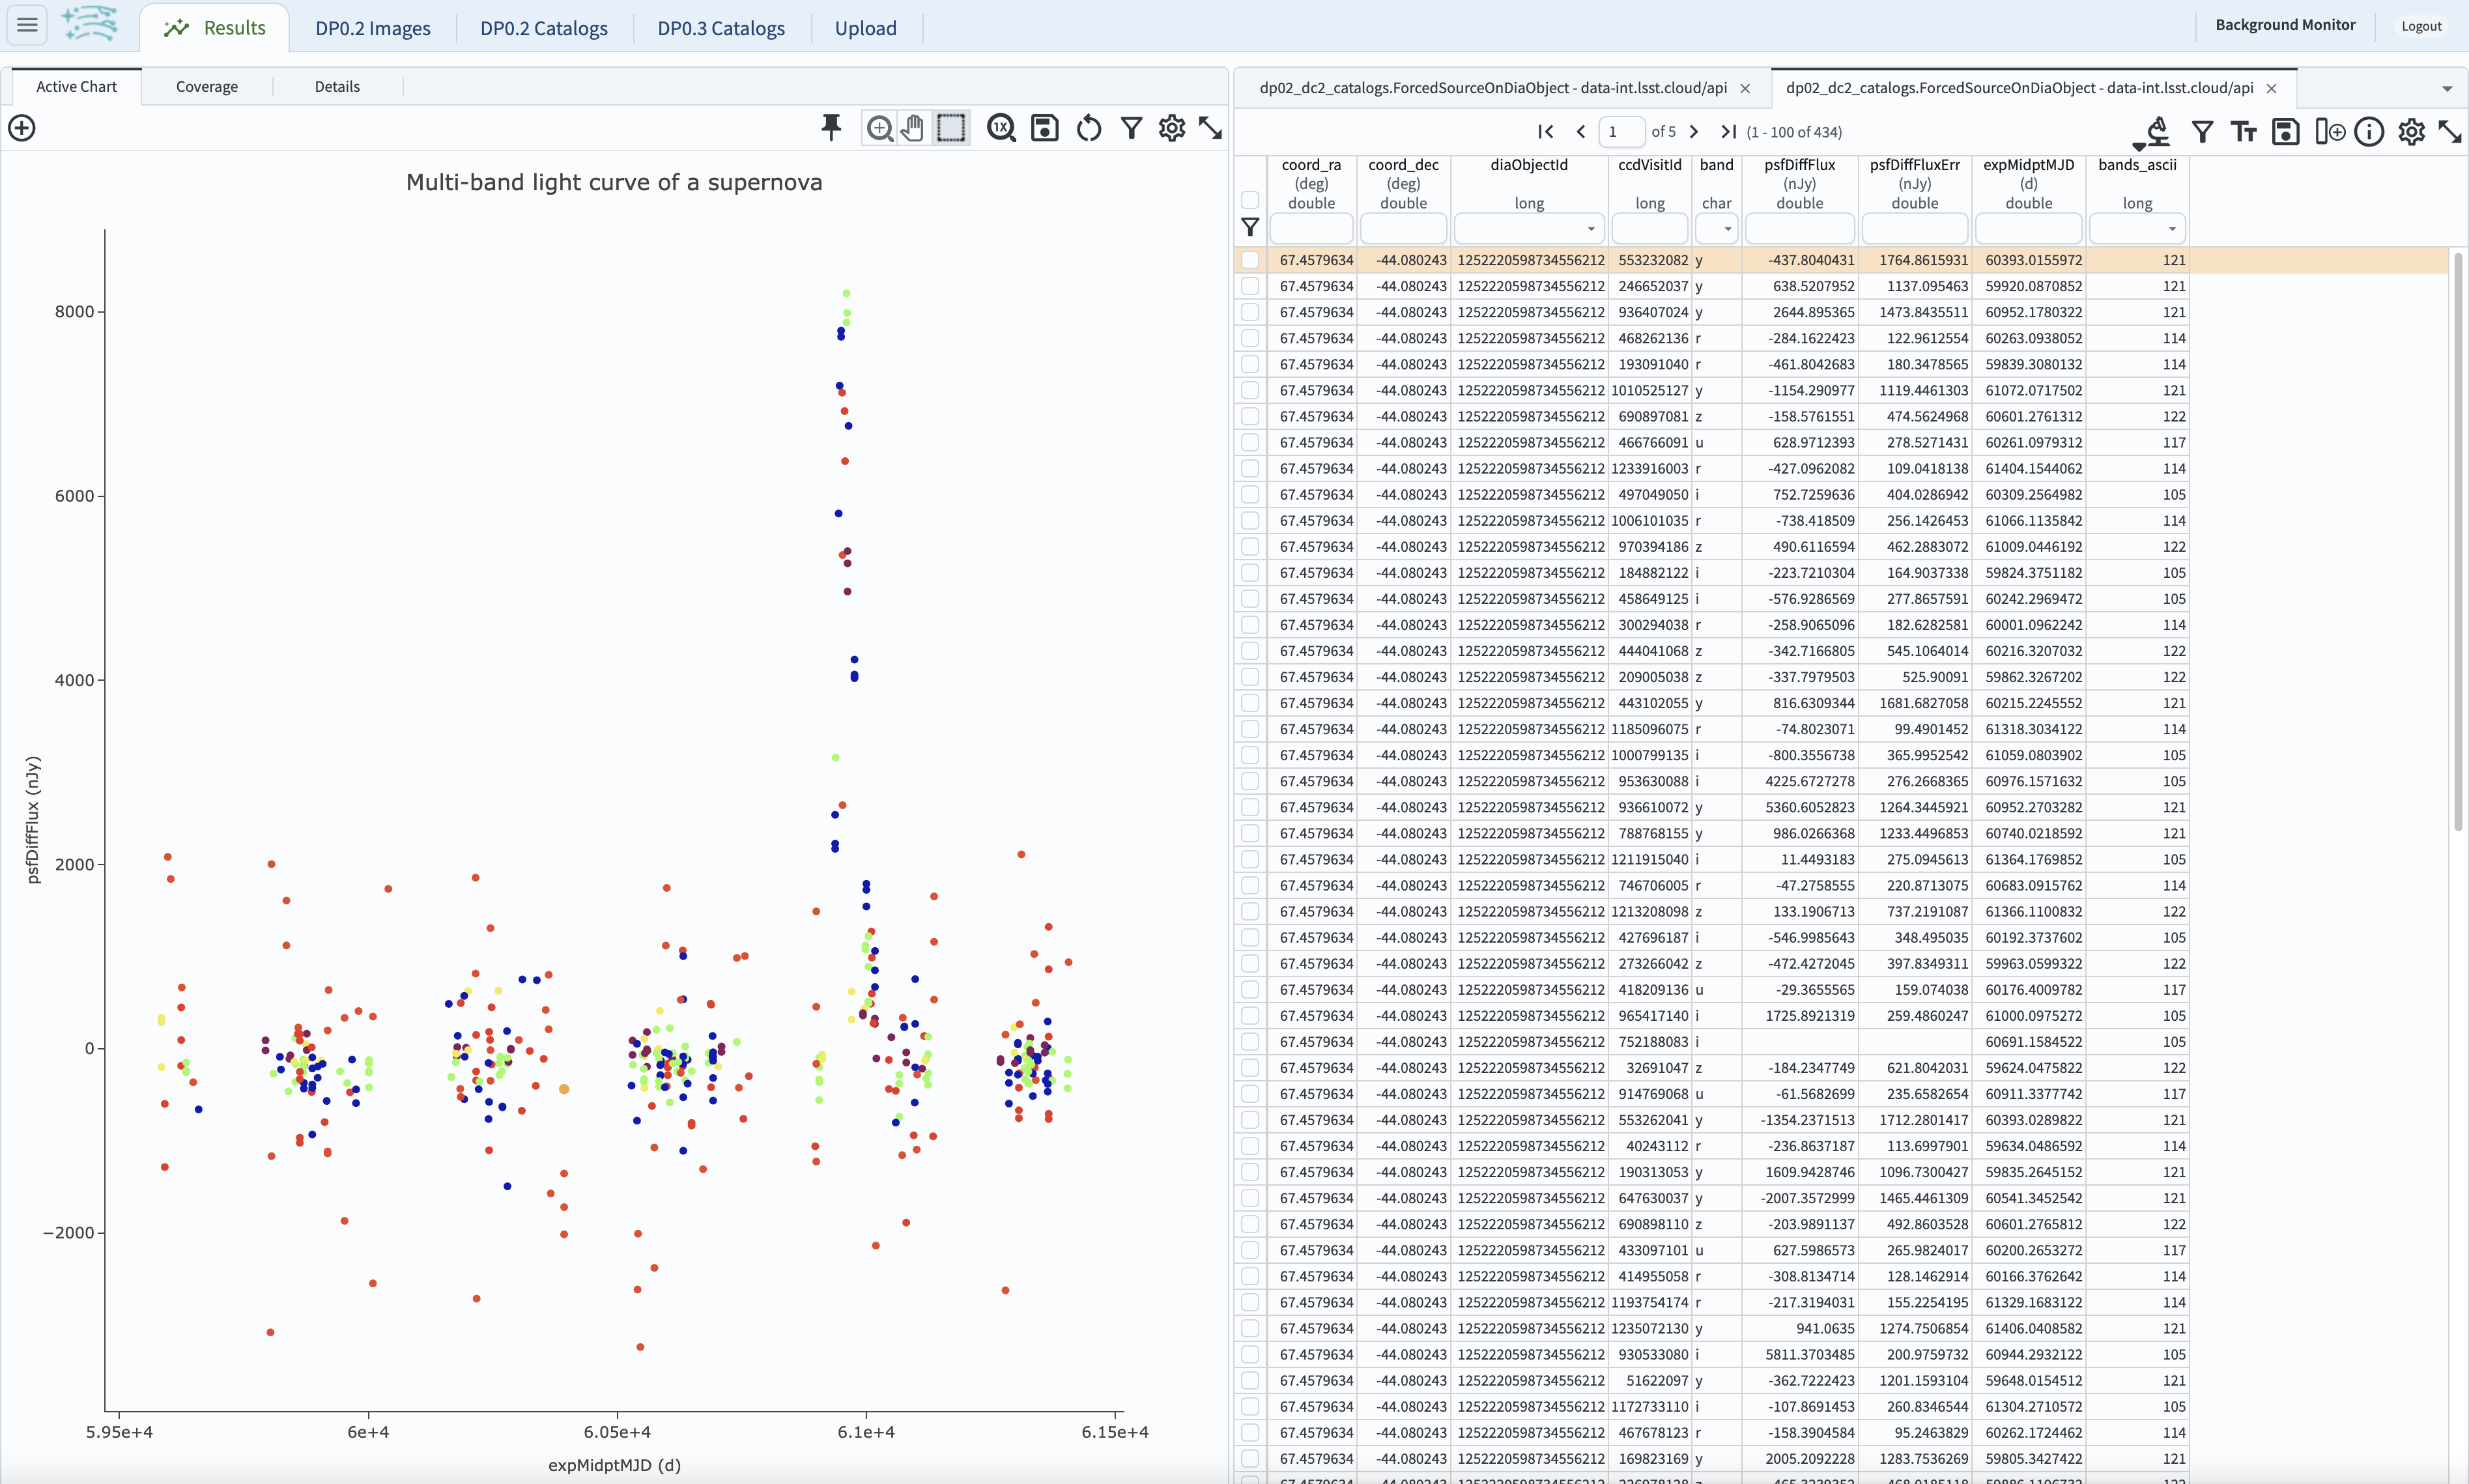 Results
DP0.2 Images
DP0.2 Catalogs
DP0.3 Catalogs
Upload
Background Monitor
Logout
Active Chart
Coverage
Details
1X
Multi-band light curve of a supernova
8000
6000
4000
2000
0
−2000
psfDiffFlux (nJy)
5.95e+4
6e+4
6.05e+4
6.1e+4
6.15e+4
expMidptMJD (d)
dp02_dc2_catalogs.ForcedSourceOnDiaObject - data-int.lsst.cloud/api
dp02_dc2_catalogs.ForcedSourceOnDiaObject - data-int.lsst.cloud/api
1 of 5 (1 - 100 of 434)
coord_ra coord_dec diaObjectId ccdVisitId band psfDiffFlux psfDiffFluxErr expMidptMJD bands_ascii
(deg) (deg) (nJy) (nJy) (d)
double double long long char double double double long
67.4579634 -44.080243 1252220598734556212 553232082 y -437.8040431 1764.8615931 60393.0155972 121
67.4579634 -44.080243 1252220598734556212 246652037 y 638.5207952 1137.095463 59920.0870852 121
67.4579634 -44.080243 1252220598734556212 936407024 y 2644.895365 1473.8435511 60952.1780322 121
67.4579634 -44.080243 1252220598734556212 468262136 r -284.1622423 122.9612554 60263.0938052 114
67.4579634 -44.080243 1252220598734556212 193091040 r -461.8042683 180.3478565 59839.3080132 114
67.4579634 -44.080243 1252220598734556212 1010525127 y -1154.290977 1119.4461303 61072.0717502 121
67.4579634 -44.080243 1252220598734556212 690897081 z -158.5761551 474.5624968 60601.2761312 122
67.4579634 -44.080243 1252220598734556212 466766091 u 628.9712393 278.5271431 60261.0979312 117
67.4579634 -44.080243 1252220598734556212 1233916003 r -427.0962082 109.0418138 61404.1544062 114
67.4579634 -44.080243 1252220598734556212 497049050 i 752.7259636 404.0286942 60309.2564982 105
67.4579634 -44.080243 1252220598734556212 1006101035 r -738.418509 256.1426453 61066.1135842 114
67.4579634 -44.080243 1252220598734556212 970394186 z 490.6116594 462.2883072 61009.0446192 122
67.4579634 -44.080243 1252220598734556212 184882122 i -223.7210304 164.9037338 59824.3751182 105
67.4579634 -44.080243 1252220598734556212 458649125 i -576.9286569 277.8657591 60242.2969472 105
67.4579634 -44.080243 1252220598734556212 300294038 r -258.9065096 182.6282581 60001.0962242 114
67.4579634 -44.080243 1252220598734556212 444041068 z -342.7166805 545.1064014 60216.3207032 122
67.4579634 -44.080243 1252220598734556212 209005038 z -337.7979503 525.90091 59862.3267202 122
67.4579634 -44.080243 1252220598734556212 443102055 y 816.6309344 1681.6827058 60215.2245552 121
67.4579634 -44.080243 1252220598734556212 1185096075 r -74.8023071 99.4901452 61318.3034122 114
67.4579634 -44.080243 1252220598734556212 1000799135 i -800.3556738 365.9952542 61059.0803902 105
67.4579634 -44.080243 1252220598734556212 953630088 i 4225.6727278 276.2668365 60976.1571632 105
67.4579634 -44.080243 1252220598734556212 936610072 y 5360.6052823 1264.3445921 60952.2703282 121
67.4579634 -44.080243 1252220598734556212 788768155 y 986.0266368 1233.4496853 60740.0218592 121
67.4579634 -44.080243 1252220598734556212 1211915040 i 11.4493183 275.0945613 61364.1769852 105
67.4579634 -44.080243 1252220598734556212 746706005 r -47.2758555 220.8713075 60683.0915762 114
67.4579634 -44.080243 1252220598734556212 1213208098 z 133.1906713 737.2191087 61366.1100832 122
67.4579634 -44.080243 1252220598734556212 427696187 i -546.9985643 348.495035 60192.3737602 105
67.4579634 -44.080243 1252220598734556212 273266042 z -472.4272045 397.8349311 59963.0599322 122
67.4579634 -44.080243 1252220598734556212 418209136 u -29.3655565 159.074038 60176.4009782 117
67.4579634 -44.080243 1252220598734556212 965417140 i 1725.8921319 259.4860247 61000.0975272 105
67.4579634 -44.080243 1252220598734556212 752188083 i 60691.1584522 105
67.4579634 -44.080243 1252220598734556212 32691047 z -184.2347749 621.8042031 59624.0475822 122
67.4579634 -44.080243 1252220598734556212 914769068 u -61.5682699 235.6582654 60911.3377742 117
67.4579634 -44.080243 1252220598734556212 553262041 y -1354.2371513 1712.2801417 60393.0289822 121
67.4579634 -44.080243 1252220598734556212 40243112 r -236.8637187 113.6997901 59634.0486592 114
67.4579634 -44.080243 1252220598734556212 190313053 y 1609.9428746 1096.7300427 59835.2645152 121
67.4579634 -44.080243 1252220598734556212 647630037 y -2007.3572999 1465.4461309 60541.3452542 121
67.4579634 -44.080243 1252220598734556212 690898110 z -203.9891137 492.8603528 60601.2765812 122
67.4579634 -44.080243 1252220598734556212 433097101 u 627.5986573 265.9824017 60200.2653272 117
67.4579634 -44.080243 1252220598734556212 414955058 r -308.8134714 128.1462914 60166.3762642 114
67.4579634 -44.080243 1252220598734556212 1193754174 r -217.3194031 155.2254195 61329.1683122 114
67.4579634 -44.080243 1252220598734556212 1235072130 y 941.0635 1274.7506854 61406.0408582 121
67.4579634 -44.080243 1252220598734556212 930533080 i 5811.3703485 200.9759732 60944.2932122 105
67.4579634 -44.080243 1252220598734556212 51622097 y -362.7222423 1201.1593104 59648.0154512 121
67.4579634 -44.080243 1252220598734556212 1172733110 i -107.8691453 260.8346544 61304.2710572 105
67.4579634 -44.080243 1252220598734556212 467678123 r -158.3904584 95.2463829 60262.1724462 114
67.4579634 -44.080243 1252220598734556212 169823169 y 2005.2092228 1283.7536269 59805.3427422 121